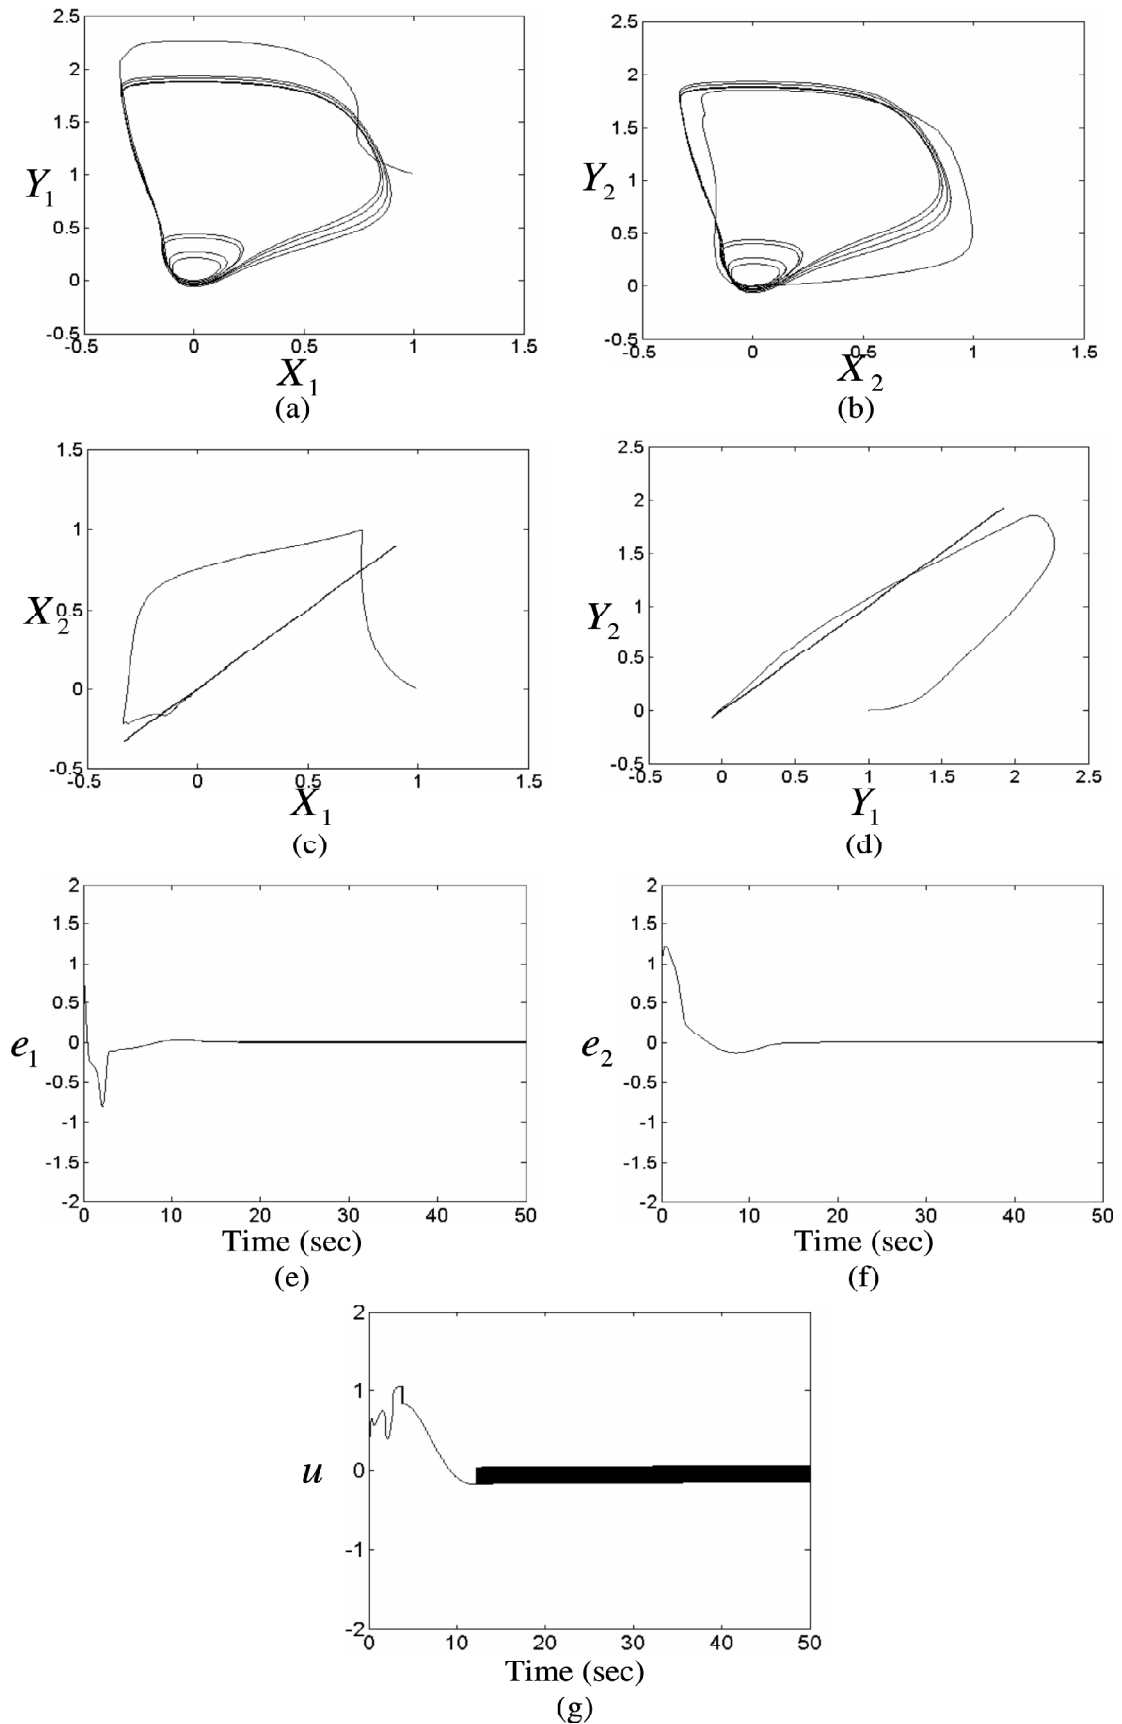 2.5 2.5
2 2
1.5 1.5
Y1 1 Y2 1
0.5 0.5
0 0
-0.5 -0.5
-0.5 0 0.5 1 1.5 -0.5 0 0.5 1 1.5
X1 X2
(a) (b)
1.5 2.5
1 2
X2 0.5 1.5
0 Y2 1
-0.5 0.5
0
-0.5
-0.5 0 0.5 1 1.5 -0.5 0 0.5 1 1.5 2 2.5
X1 Y1
(c) (d)
2 2
1.5 1.5
1 1
0.5 0.5
e1 0 e2 0
-0.5 -0.5
-1 -1
-1.5 -1.5
-2 -2
0 10 20 30 40 50 0 10 20 30 40 50
Time (sec) Time (sec)
(e) (f)
2
1
u 0
-1
-2
0 10 20 30 40 50
Time (sec)
(g)